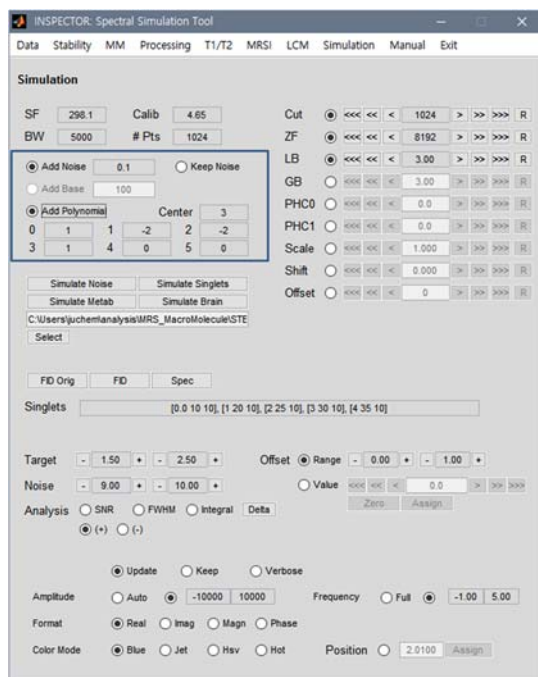 INSPECTOR: Spectral Simulation Tool
Data Stability MM Processing T1/T2 MRSI LCM Simulation Manual Exit
Simulation
SF 298.1 Calib 4.65 Cut <<< << < 1024 > >> >>> R
BW 5000 # Pts 1024 ZF <<< << < 8192 > >> >>> R
Add Noise 0.1 Keep Noise LB <<< << < 3.00 > >> >>> R
Add Base 100 GB <<< << < 3.00 > >> >>> R
Add Polynomial Center 3 PHC0 <<< << < 0.0 > >> >>> R
0 1 1 -2 2 -2 PHC1 <<< << < 0.0 > >> >>> R
3 1 4 0 5 0 Scale <<< << < 1.000 > >> >>> R
Shift <<< << < 0.000 > >> >>> R
Simulate Noise Simulate Singlets Offset <<< << < 0 > >> >>> R
Simulate Metab Simulate Brain
C:\Users\juchem\analysis\MRS_MacroMolecule\STE
Select
FID Orig FID Spec
Singlets [0.0 10 10], [1 20 10], [2 25 10], [3 30 10], [4 35 10]
Target - 1.50 + - 2.50 + Offset Range - 0.00 + - 1.00 +
Noise - 9.00 + - 10.00 + Value <<< << < 0.0 > >> >>>
Analysis SNR FWHM Integral Delta Zero Assign
(+) (-)
Update Keep Verbose
Amplitude Auto -10000 10000 Frequency Full -1.00 5.00
Format Real Imag Magn Phase
Color Mode Blue Jet Hsv Hot Position 2.0100 Assign